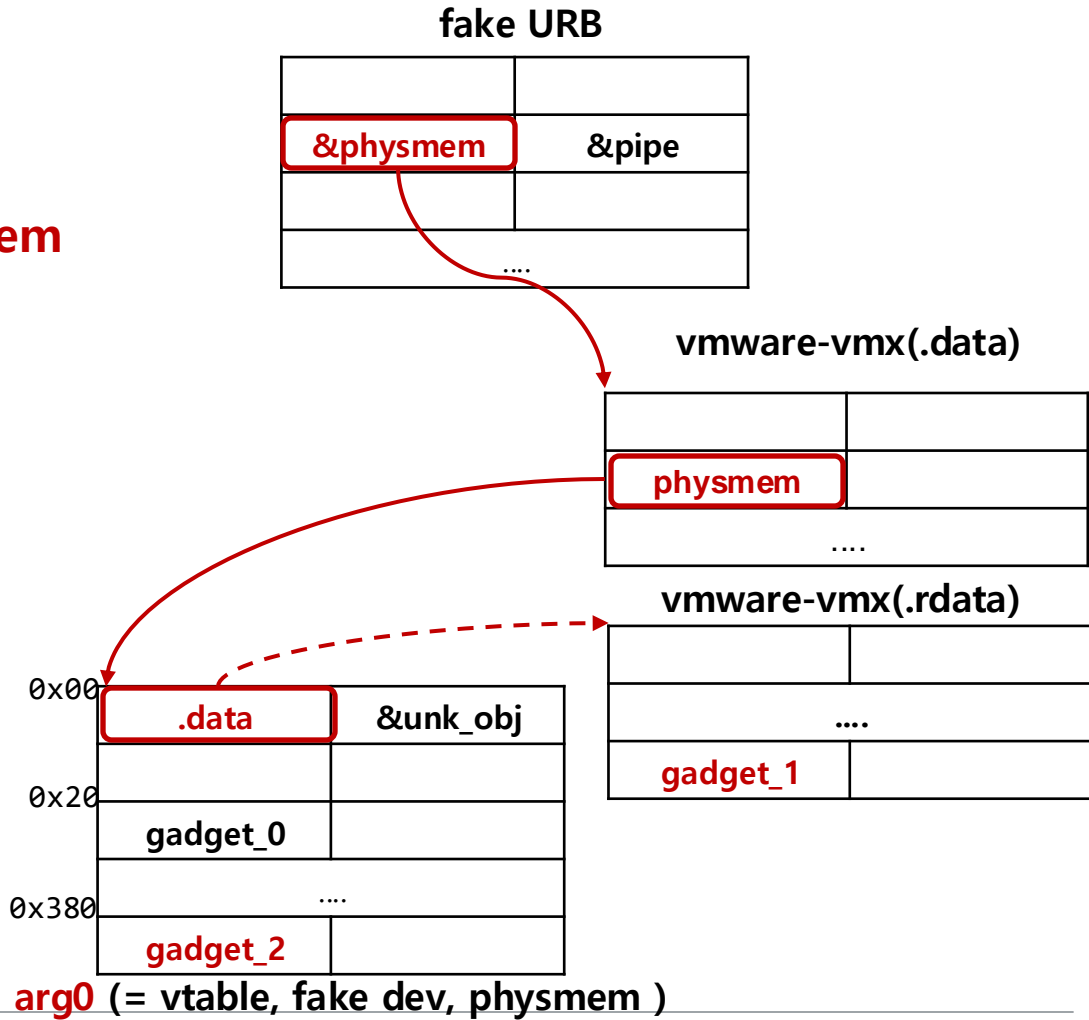 fake URB
&physmem &pipe
em
....
vmware-vmx(.data)
physmem
....
vmware-vmx(.rdata)
0x00
.data &unk_obj
....
gadget_1
0x20
gadget_0
....
0x380
gadget_2
arg0 (= vtable, fake dev, physmem )